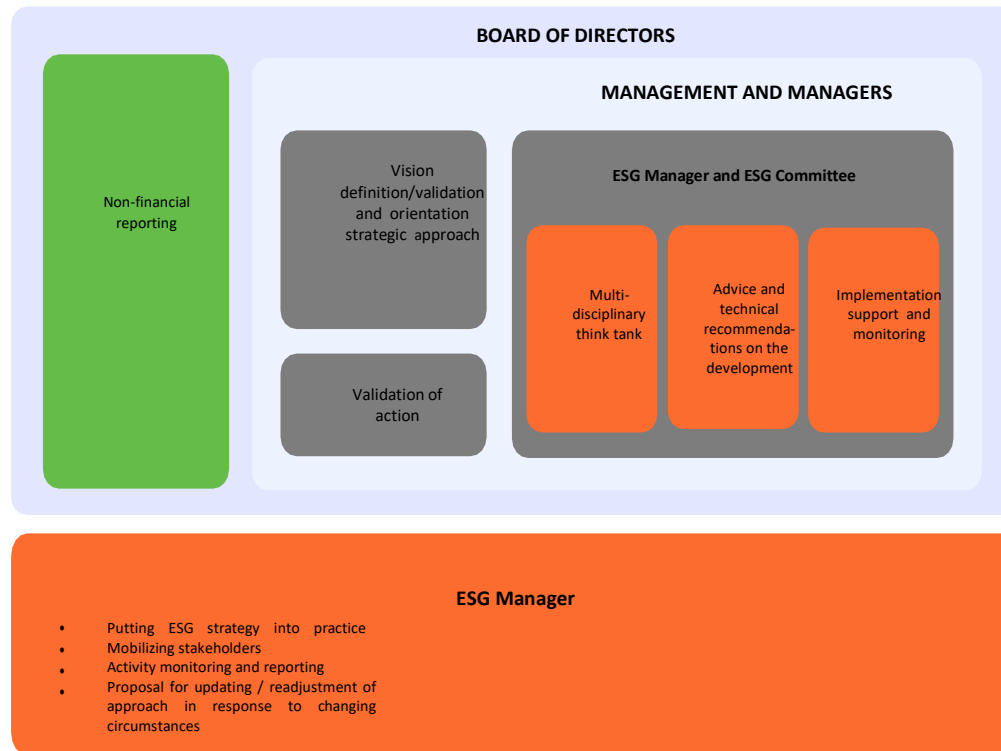 BOARD OF DIRECTORS
MANAGEMENT AND MANAGERS
Non-financial
reporting
Vision
definition/validation
and orientation
strategic approach
Validation of
action
ESG Manager and ESG Committee
Multi-
disciplinary
think tank
Advice and
technical
recommenda-
tions on the
development
Implementation
support and
monitoring
ESG Manager
• Putting ESG strategy into practice
• Mobilizing stakeholders
• Activity monitoring and reporting
• Proposal for updating / readjustment of
approach in response to changing
circumstances